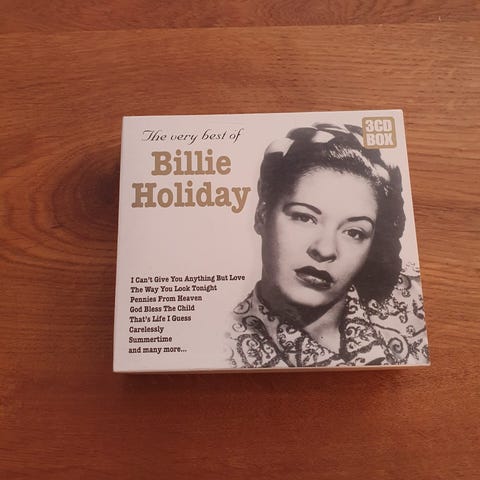 The very best of
Billie
Holiday
3CD
BOX
I Can't Give You Anything But Love
The Way You Look Tonight
Pennies From Heaven
God Bless The Child
That's Life I Guess
Carelessly
Summertime
and many more...